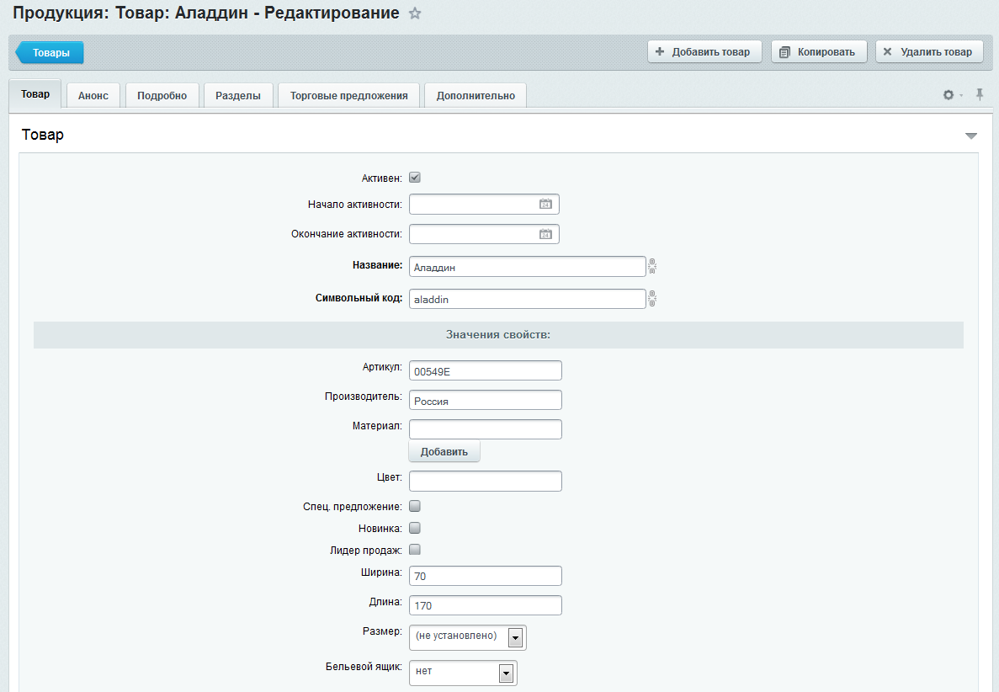 Продукция: Товар: Аладдин - Редактирование
Товары
Добавить товар
Копировать
Удалить товар
Товар
Анонс
Подробно
Разделы
Торговые предложения
Дополнительно
Товар
Активен:
Начало активности:
24
Окончание активности:
24
Название: Аладдин
Символьный код: aladdin
Значения свойств:
Артикул: 00549E
Производитель: Россия
Материал:
Добавить
Цвет:
Спец. предложение:
Новинка:
Лидер продаж:
Ширина: 70
Длина: 170
Размер: (не установлено)
Бельевой ящик: нет